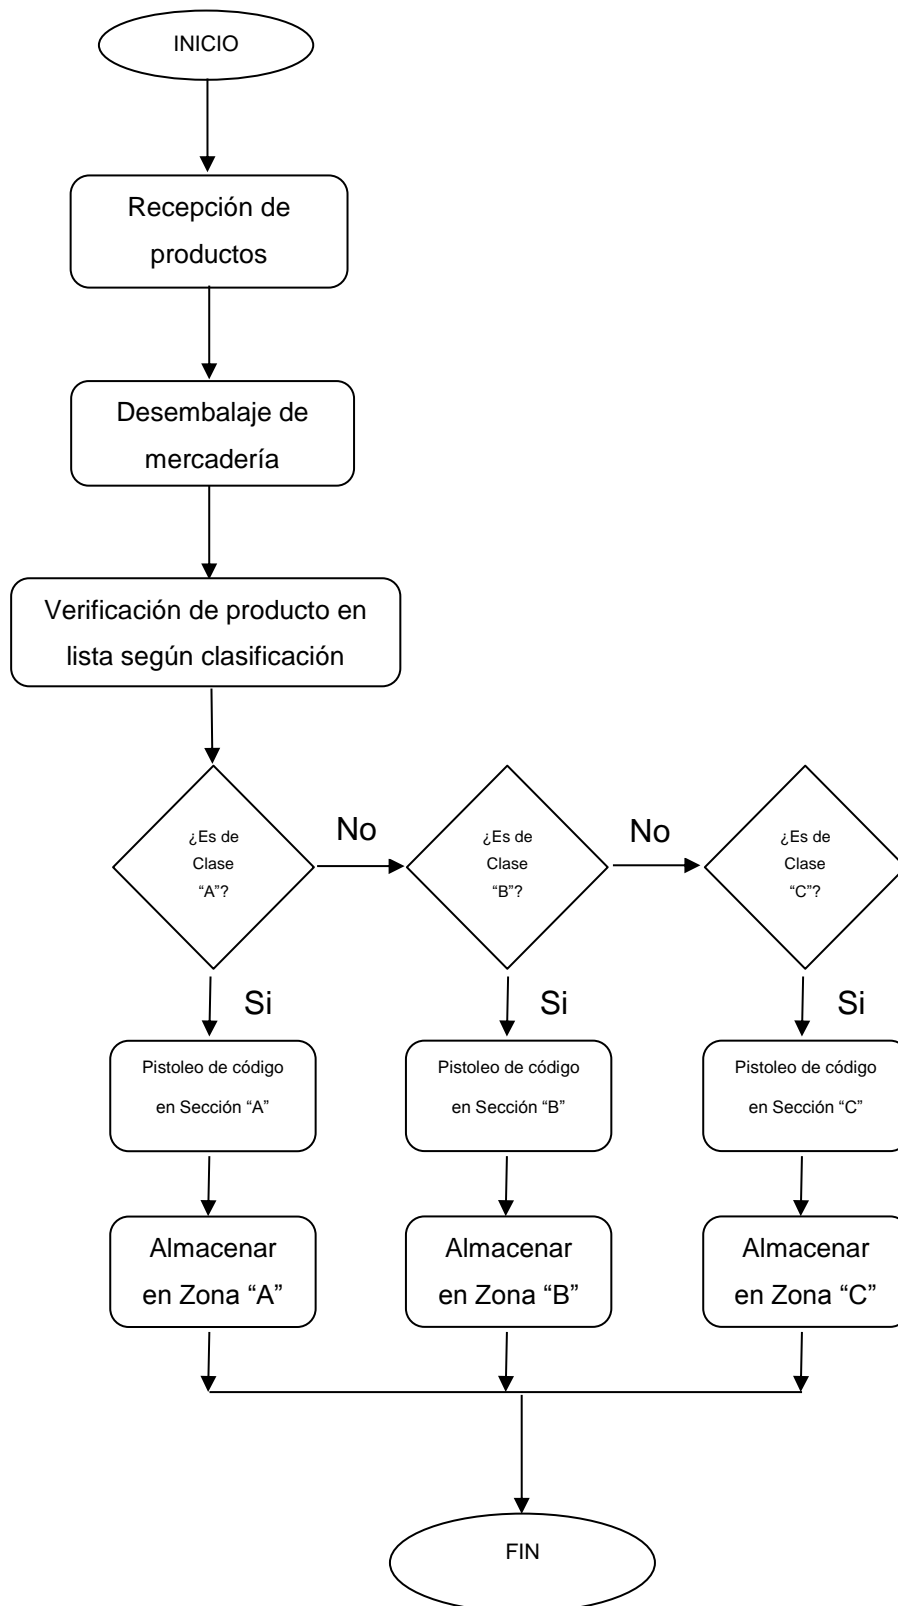 INICIO
Recepción de
productos
Desembalaje de
mercadería
Verificación de producto en
lista según clasificación
¿Es de
Clase
“A”?
No
¿Es de
Clase
“B”?
No
¿Es de
Clase
“C”?
Si
Si
Si
Pistoleo de código
en Sección “A”
Pistoleo de código
en Sección “B”
Pistoleo de código
en Sección “C”
Almacenar
en Zona “A”
Almacenar
en Zona “B”
Almacenar
en Zona “C”
FIN